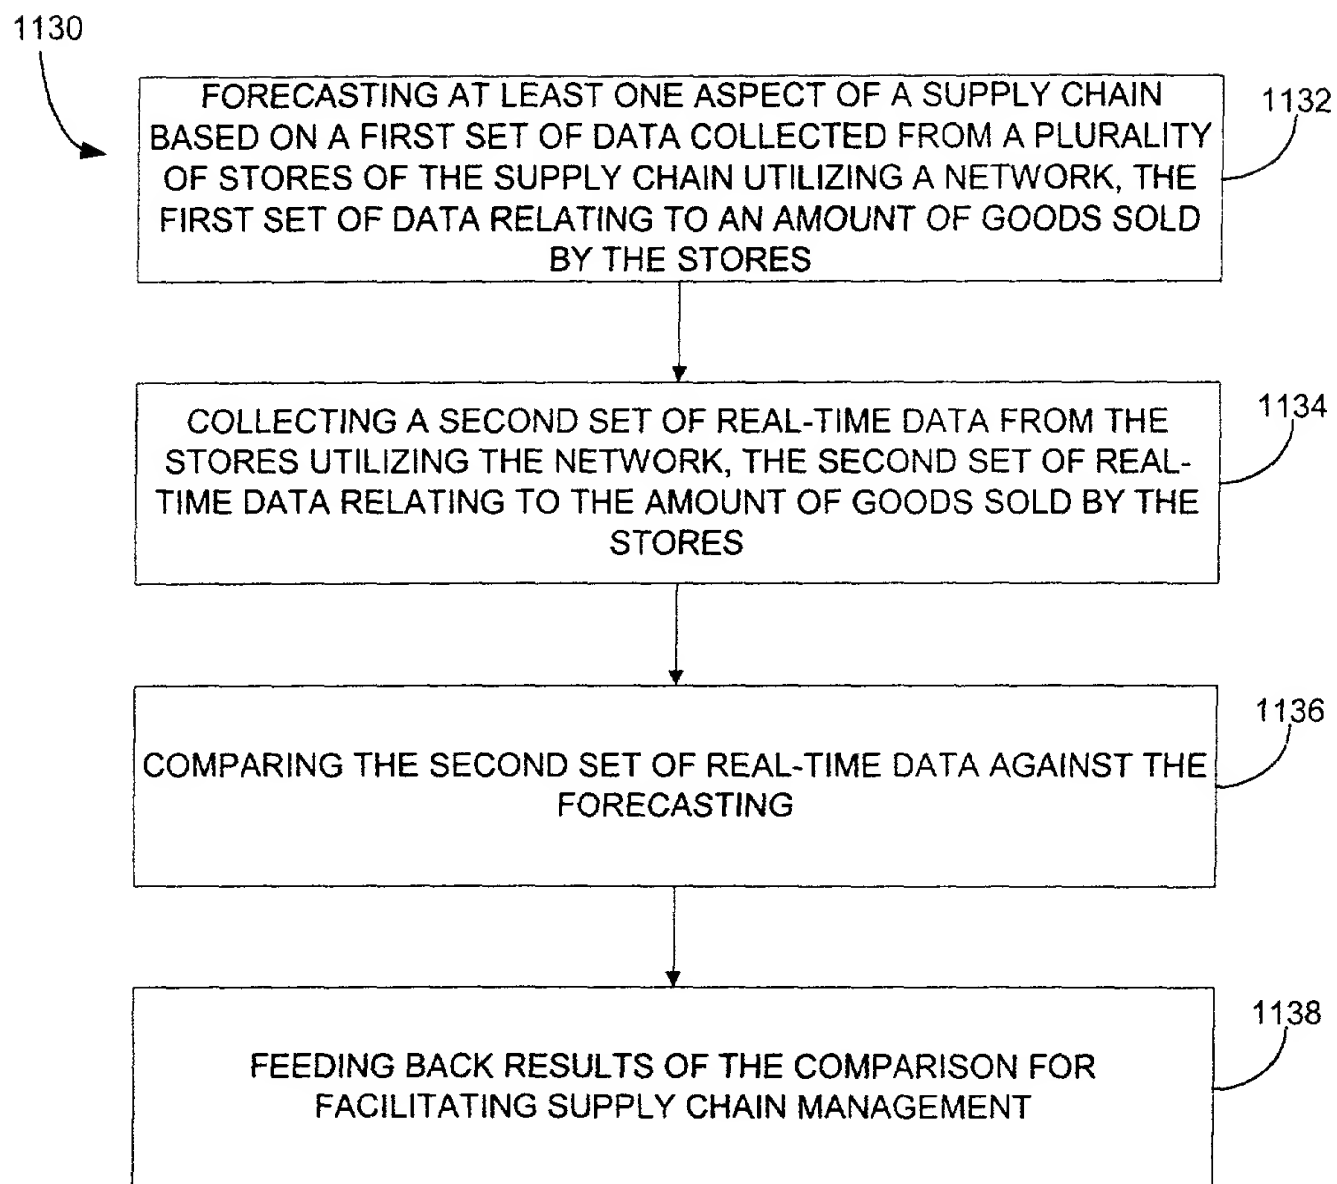 1130
FORECASTING AT LEAST ONE ASPECT OF A SUPPLY CHAIN
BASED ON A FIRST SET OF DATA COLLECTED FROM A PLURALITY
OF STORES OF THE SUPPLY CHAIN UTILIZING A NETWORK, THE
FIRST SET OF DATA RELATING TO AN AMOUNT OF GOODS SOLD
BY THE STORES
1132
COLLECTING A SECOND SET OF REAL-TIME DATA FROM THE
STORES UTILIZING THE NETWORK, THE SECOND SET OF REAL-
TIME DATA RELATING TO THE AMOUNT OF GOODS SOLD BY THE
STORES
1134
COMPARING THE SECOND SET OF REAL-TIME DATA AGAINST THE
FORECASTING
1136
FEEDING BACK RESULTS OF THE COMPARISON FOR
FACILITATING SUPPLY CHAIN MANAGEMENT
1138